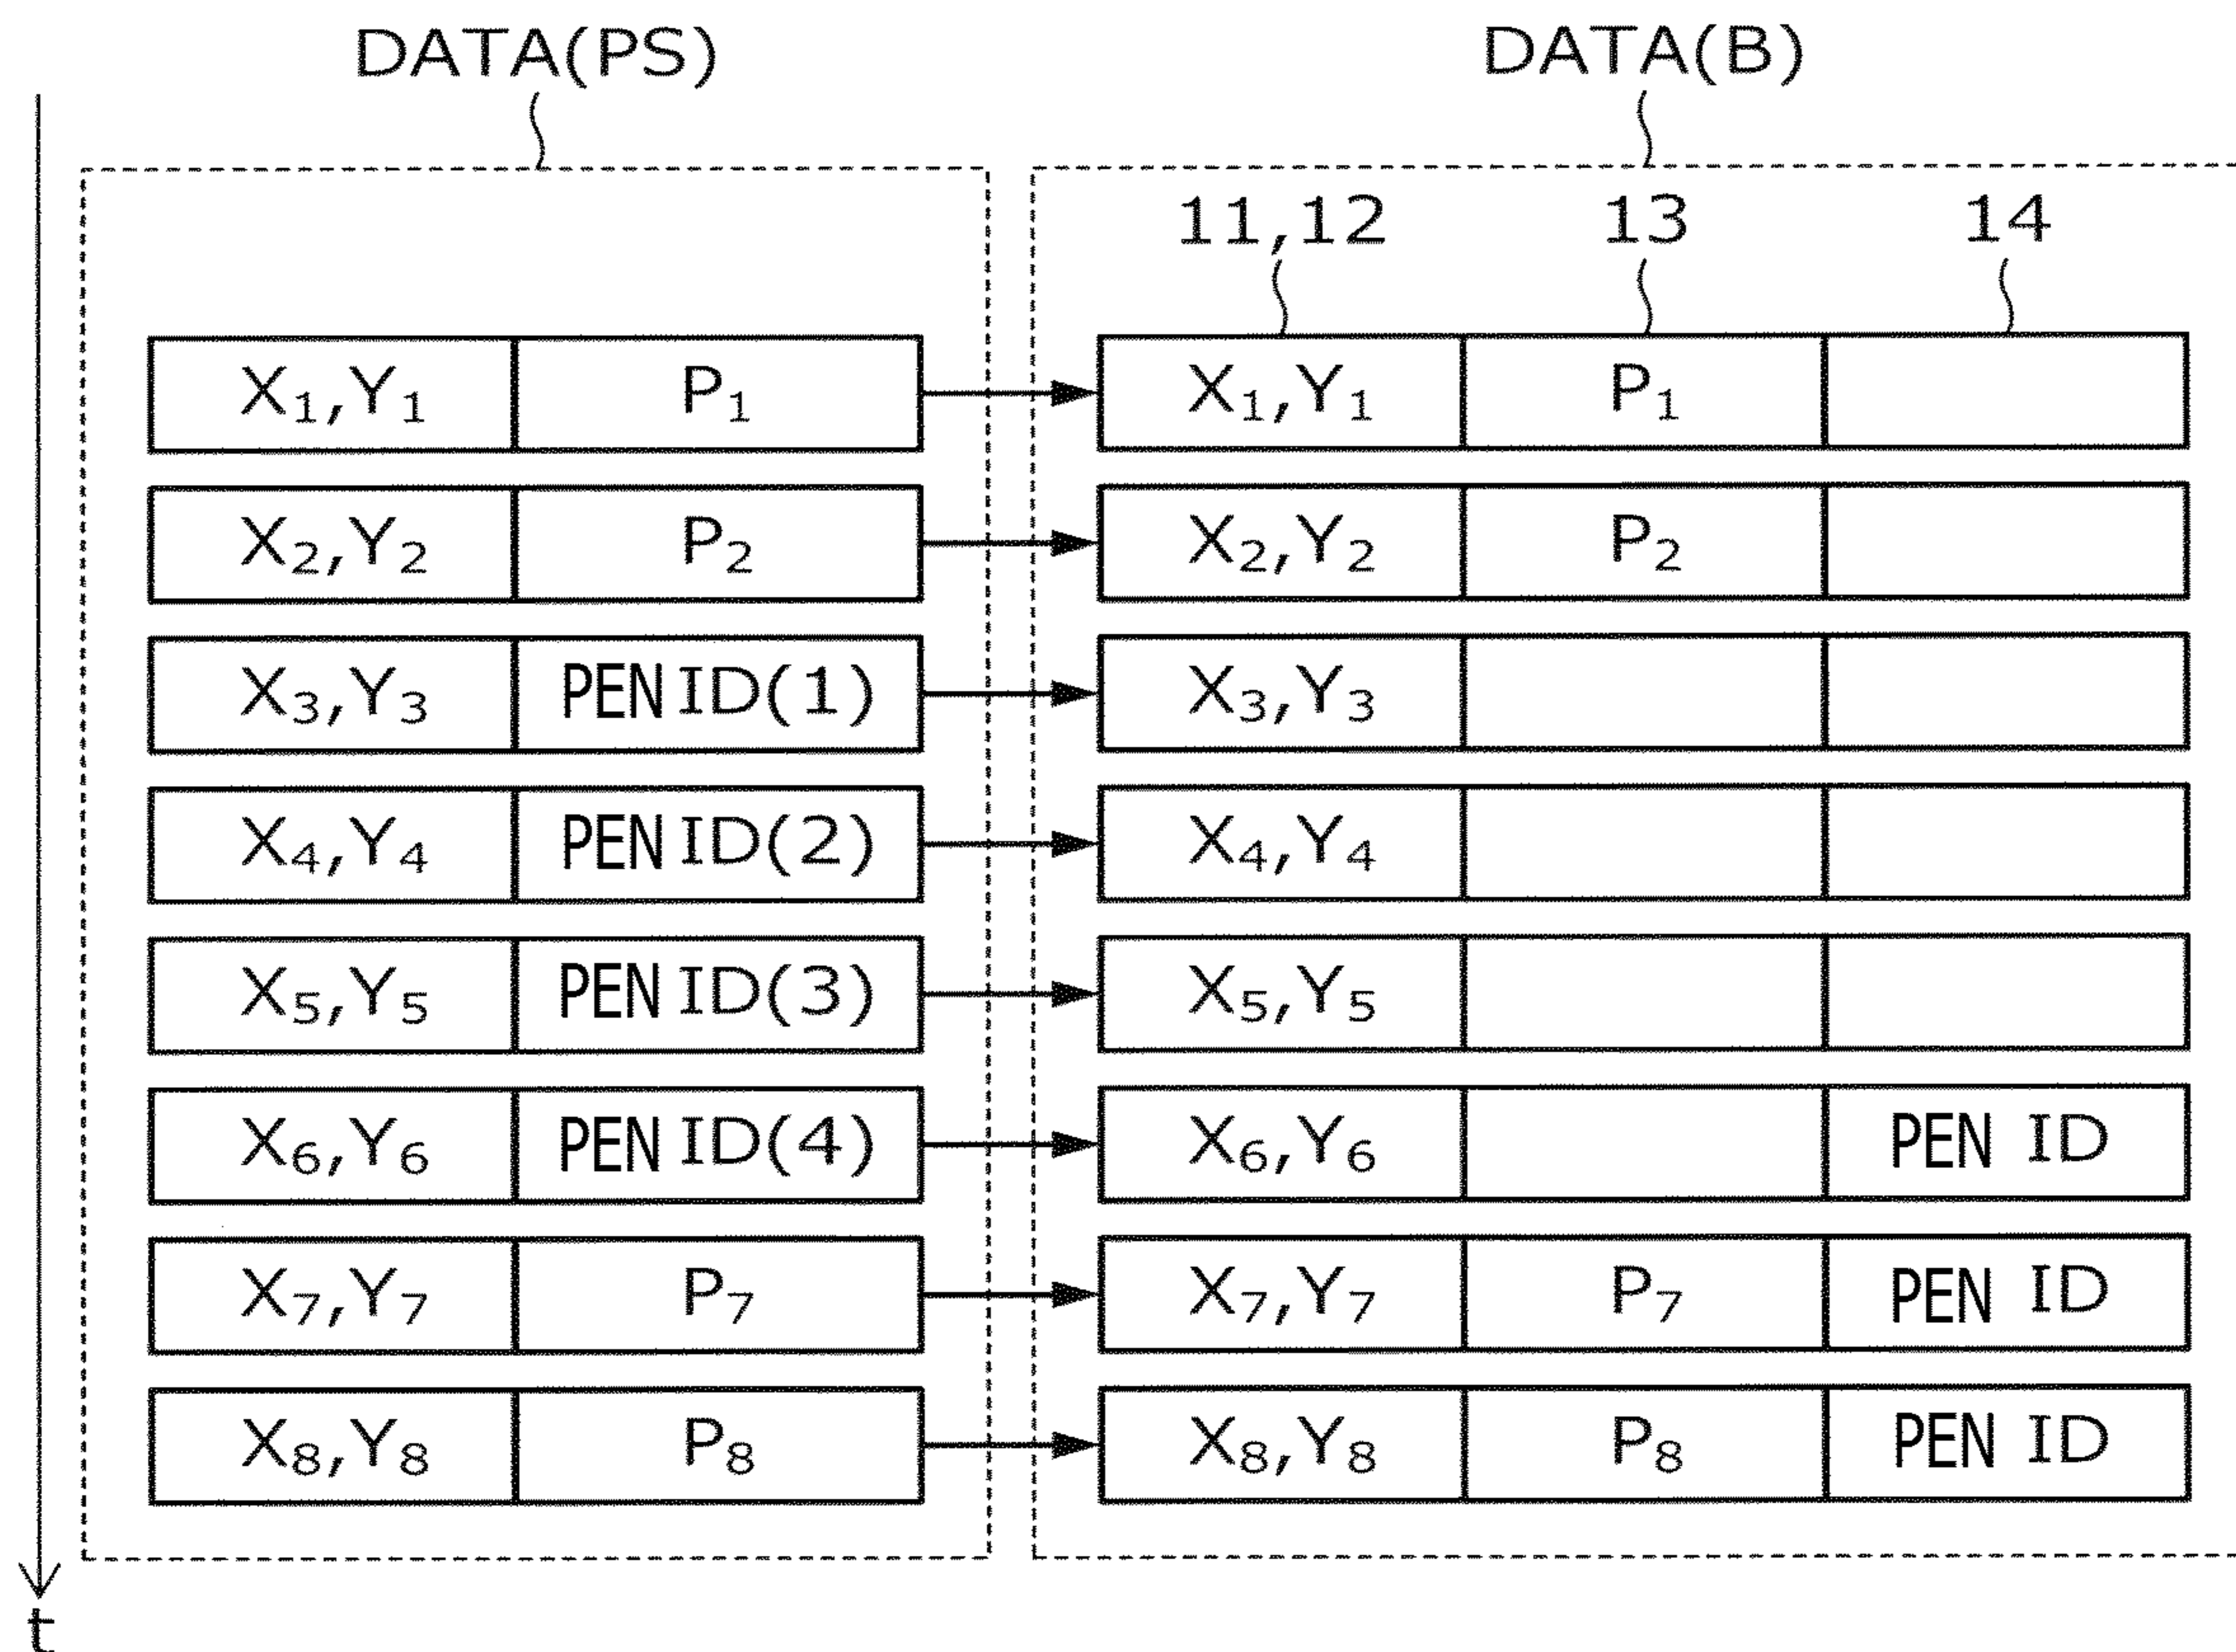 DATA(PS) DATA(B)
11,12 13 14
X₁,Y₁ P₁ X₁,Y₁ P₁
X₂,Y₂ P₂ X₂,Y₂ P₂
X₃,Y₃ PEN ID(1) X₃,Y₃
X₄,Y₄ PEN ID(2) X₄,Y₄
X₅,Y₅ PEN ID(3) X₅,Y₅
X₆,Y₆ PEN ID(4) X₆,Y₆ PEN ID
X₇,Y₇ P₇ X₇,Y₇ P₇ PEN ID
X₈,Y₈ P₈ X₈,Y₈ P₈ PEN ID
t